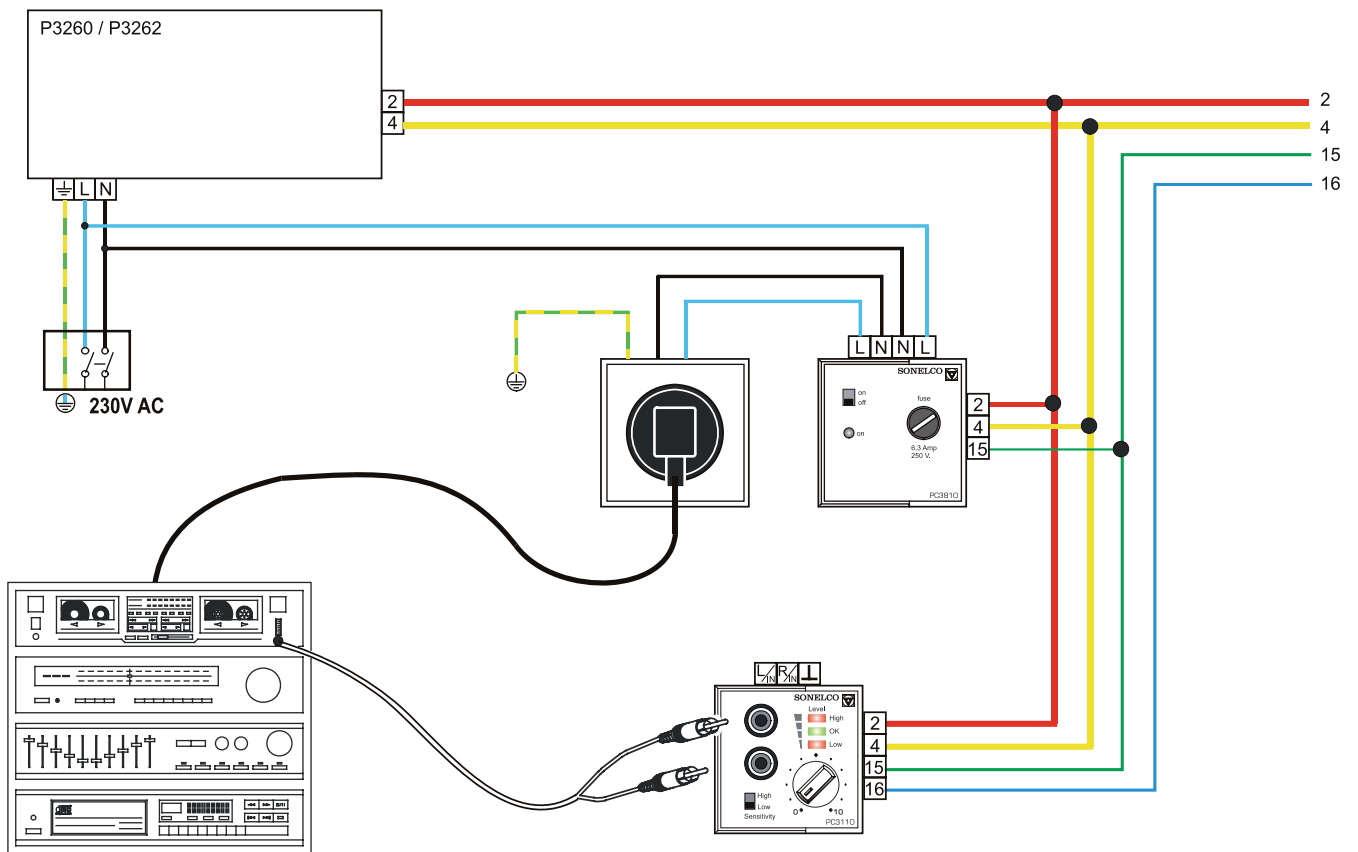 P3260 / P3262
2
4
2
4
15
16
L N
230V AC
L N N L
SONELCO
on
off
on
fuse
6,3 Amp
250 V.
2
4
15
PC3810
L/IN R/IN
SONELCO
Level
High
OK
Low
High
Low
Sensitivity
0 10
PC3110
2
4
15
16